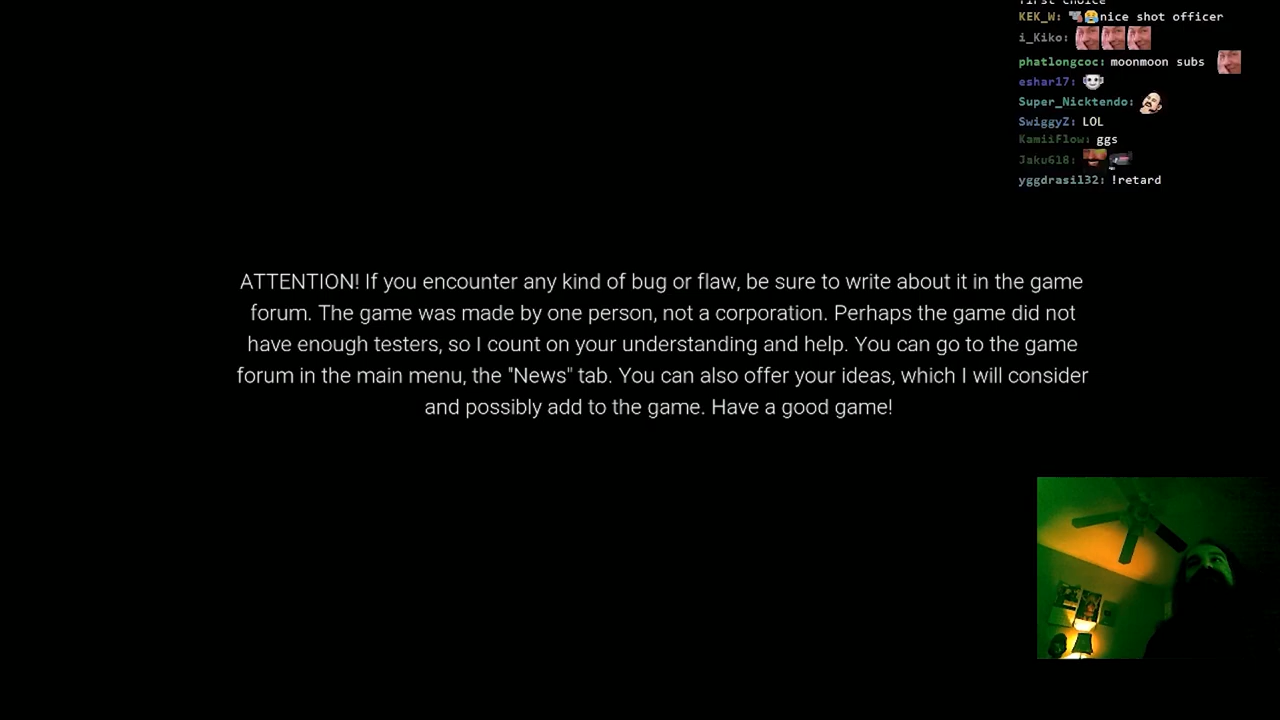 first choice
KEK_W: nice shot officer
i_Kiko:
phatlongcoc: moonmoon subs
eshar17:
Super_Nicktendo:
SwiggyZ: LOL
KamiiFlow: ggs
Jaku618:
yggdrasil32: !retard
ATTENTION! If you encounter any kind of bug or flaw, be sure to write about it in the game
forum. The game was made by one person, not a corporation. Perhaps the game did not
have enough testers, so I count on your understanding and help. You can go to the game
forum in the main menu, the "News" tab. You can also offer your ideas, which I will consider
and possibly add to the game. Have a good game!